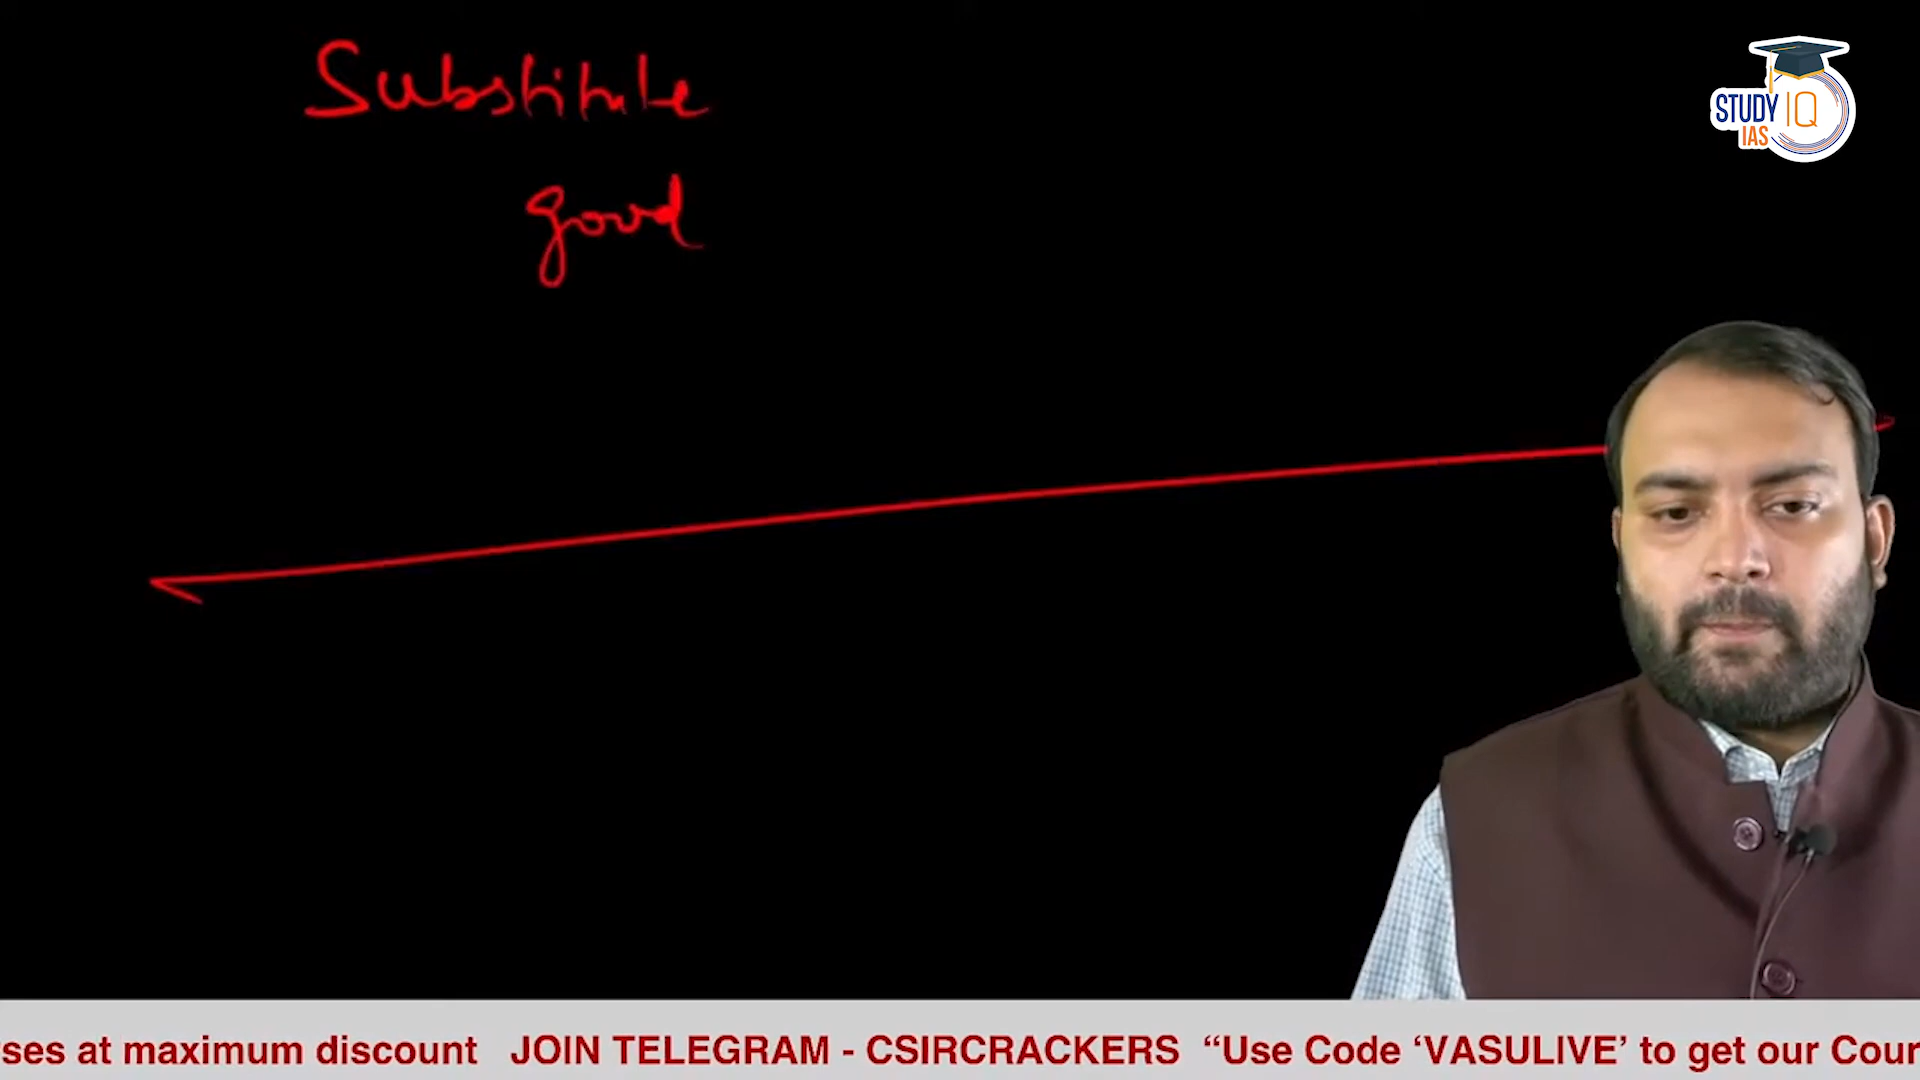 Substitute
good
STUDY IQ
IAS
ses at maximum discount JOIN TELEGRAM - CSIRCRACKERS “Use Code ‘VASULIVE’ to get our Cour